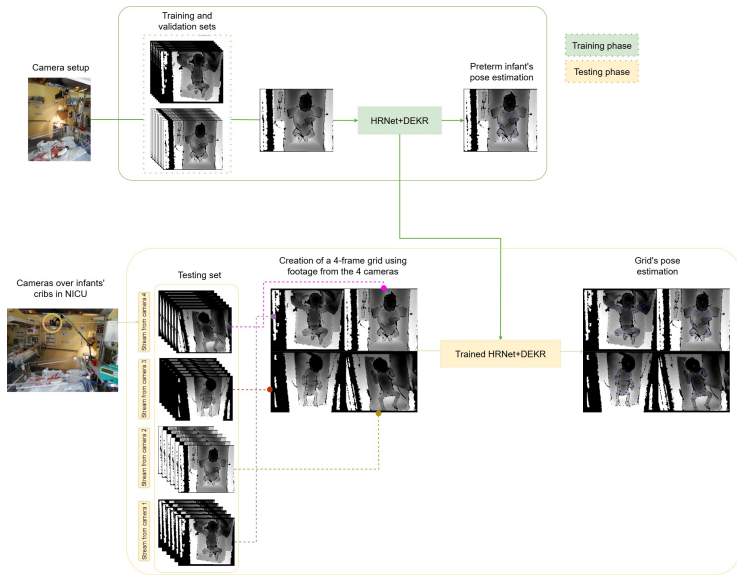 Training and
validation sets
Training phase
Testing phase
Camera setup
Preterm infant's
pose estimation
HRNet+DEKR
Cameras over infants'
cribs in NICU
Testing set
Creation of a 4-frame grid using
footage from the 4 cameras
Grid's pose
estimation
Stream from camera 4
Stream from camera 3
Stream from camera 2
Stream from camera 1
Trained HRNet+DEKR